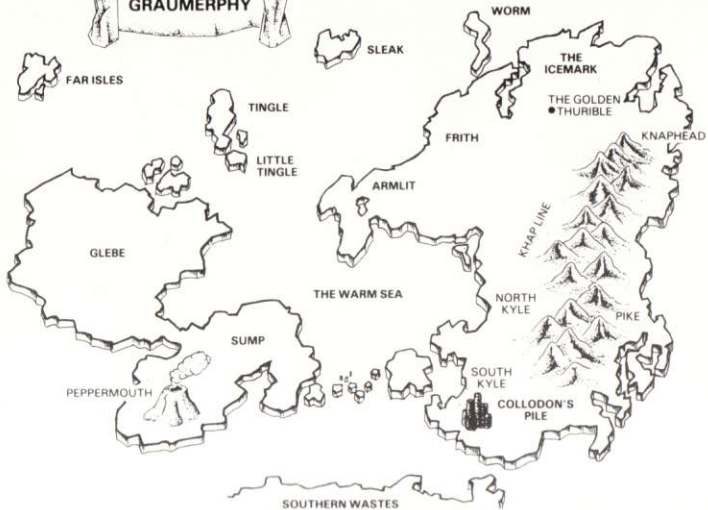 GRAUMERPHY
WORM
SLEAK
THE
ICEMARK
FAR ISLES
THE GOLDEN
THURIBLE
TINGLE
FRITH
KNAPHEAD
LITTLE
TINGLE
ARMLIT
KHAP LINE
GLEBE
THE WARM SEA
NORTH
KYLE
PIKE
SUMP
SOUTH
KYLE
PEPPERMOUTH
COLLODON'S
PILE
SOUTHERN WASTES